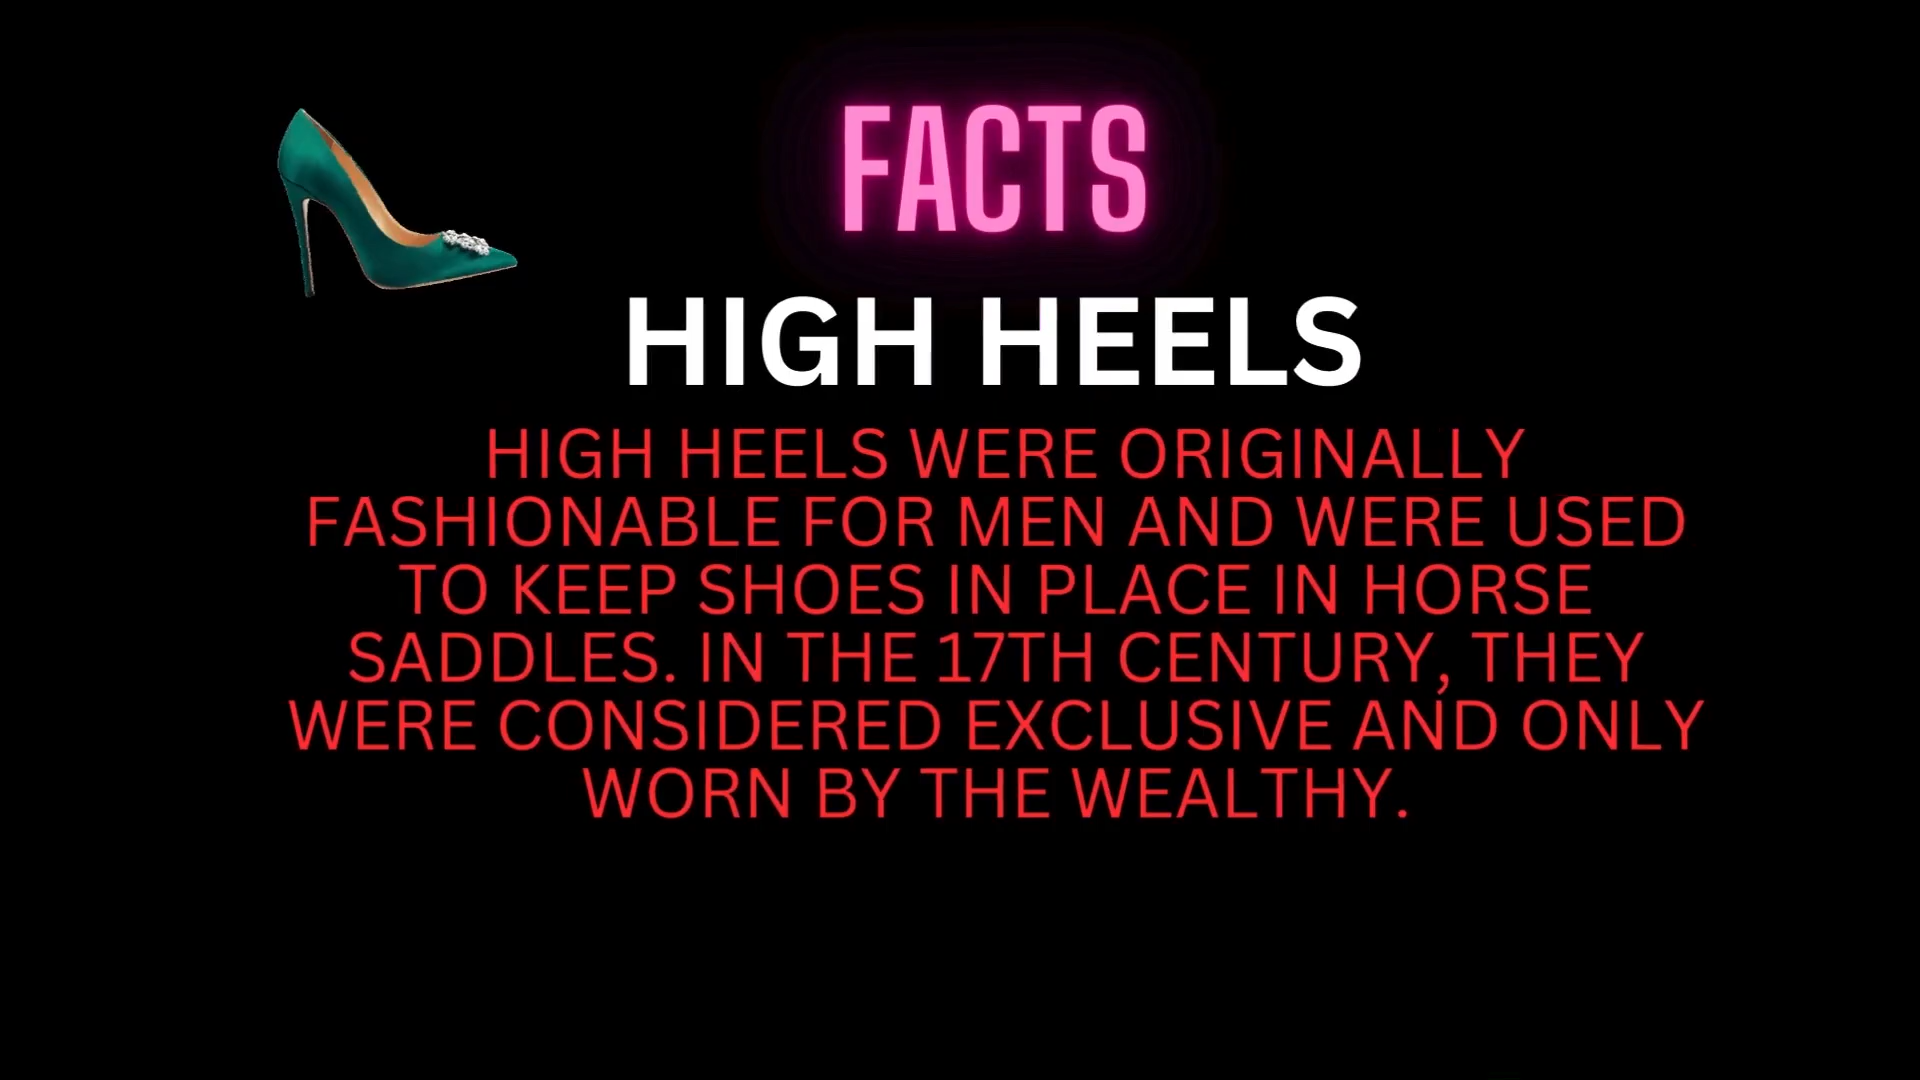 FACTS
HIGH HEELS
HIGH HEELS WERE ORIGINALLY
FASHIONABLE FOR MEN AND WERE USED
TO KEEP SHOES IN PLACE IN HORSE
SADDLES. IN THE 17TH CENTURY, THEY
WERE CONSIDERED EXCLUSIVE AND ONLY
WORN BY THE WEALTHY.